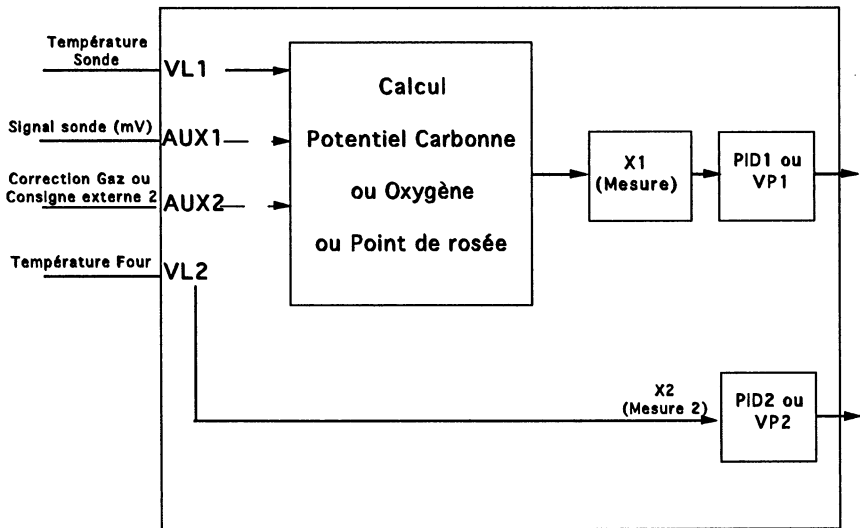 Température
Sonde
VL1
Signal sonde (mV)
AUX1
Correction Gaz ou
Consigne externe 2
AUX2
Température Four
VL2
Calcul
Potentiel Carbonne
ou Oxygène
ou Point de rosée
X1
(Mesure)
PID1 ou
VP1
X2
(Mesure 2)
PID2 ou
VP2